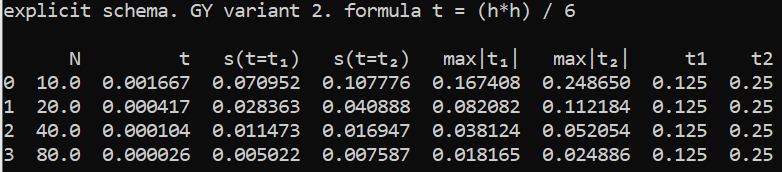 explicit schema. GY variant 2. formula t = (h*h) / 6
N t s(t=t₁) s(t=t₂) max|t₁| max|t₂| t1 t2
0 10.0 0.001667 0.070952 0.107776 0.167408 0.248650 0.125 0.25
1 20.0 0.000417 0.028363 0.040888 0.082082 0.112184 0.125 0.25
2 40.0 0.000104 0.011473 0.016947 0.038124 0.052054 0.125 0.25
3 80.0 0.000026 0.005022 0.007587 0.018165 0.024886 0.125 0.25